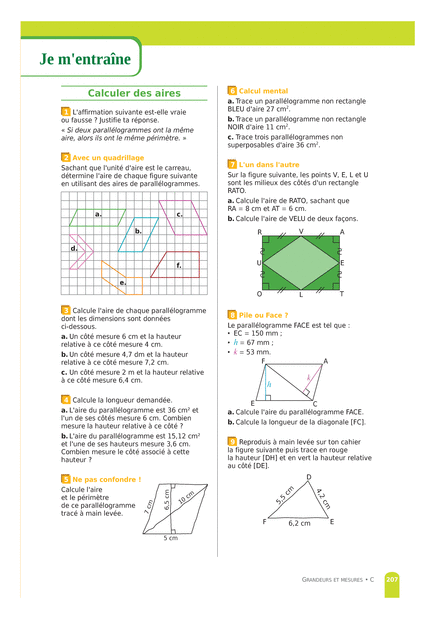 Je m'entraîne
Calculer des aires
1 L'affirmation suivante est-elle vraie
ou fausse ? Justifie ta réponse.
« Si deux parallélogrammes ont la même
aire, alors ils ont le même périmètre. »
2 Avec un quadrillage
Sachant que l'unité d'aire est le carreau,
détermine l'aire de chaque figure suivante
en utilisant des aires de parallélogrammes.
a.
b.
c.
d.
e.
f.
3 Calcule l'aire de chaque parallélogramme
dont les dimensions sont données
ci-dessous.
a. Un côté mesure 6 cm et la hauteur
relative à ce côté mesure 4 cm.
b. Un côté mesure 4,7 dm et la hauteur
relative à ce côté mesure 7,2 cm.
c. Un côté mesure 2 m et la hauteur relative
à ce côté mesure 6,4 cm.
4 Calcule la longueur demandée.
a. L'aire du parallélogramme est 36 cm² et
l'un de ses côtés mesure 6 cm. Combien
mesure la hauteur relative à ce côté ?
b. L'aire du parallélogramme est 15,12 cm²
et l'une de ses hauteurs mesure 3,6 cm.
Combien mesure le côté associé à cette
hauteur ?
5 Ne pas confondre !
Calcule l'aire
et le périmètre
de ce parallélogramme
tracé à main levée.
7 cm
6,5 cm
10 cm
5 cm
6 Calcul mental
a. Trace un parallélogramme non rectangle
BLEU d'aire 27 cm².
b. Trace un parallélogramme non rectangle
NOIR d'aire 11 cm².
c. Trace trois parallélogrammes non
superposables d'aire 36 cm².
7 L'un dans l'autre
Sur la figure suivante, les points V, E, L et U
sont les milieux des côtés d'un rectangle
RATO.
a. Calcule l'aire de RATO, sachant que
RA = 8 cm et AT = 6 cm.
b. Calcule l'aire de VELU de deux façons.
R V A
U E
O L T
8 Pile ou Face ?
Le parallélogramme FACE est tel que :
• EC = 150 mm ;
• h = 67 mm ;
• k = 53 mm.
F A
h k
E C
a. Calcule l'aire du parallélogramme FACE.
b. Calcule la longueur de la diagonale [FC].
9 Reproduis à main levée sur ton cahier
la figure suivante puis trace en rouge
la hauteur [DH] et en vert la hauteur relative
au côté [DE].
D
5,5 cm 4,2 cm
F 6,2 cm E
GRANDEURS ET MESURES • C 207